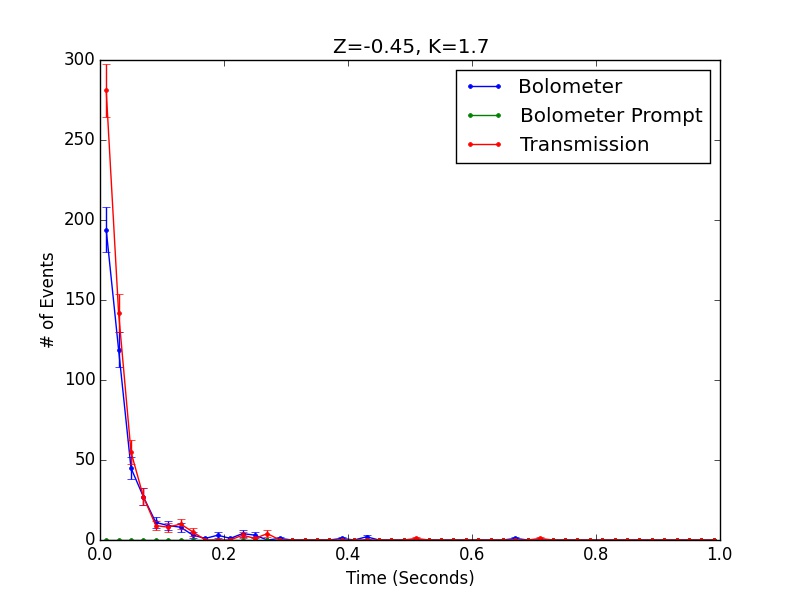 Z=-0.45, K=1.7
300
250
200
150
100
50
0
# of Events
Bolometer
Bolometer Prompt
Transmission
0.0 0.2 0.4 0.6 0.8 1.0
Time (Seconds)